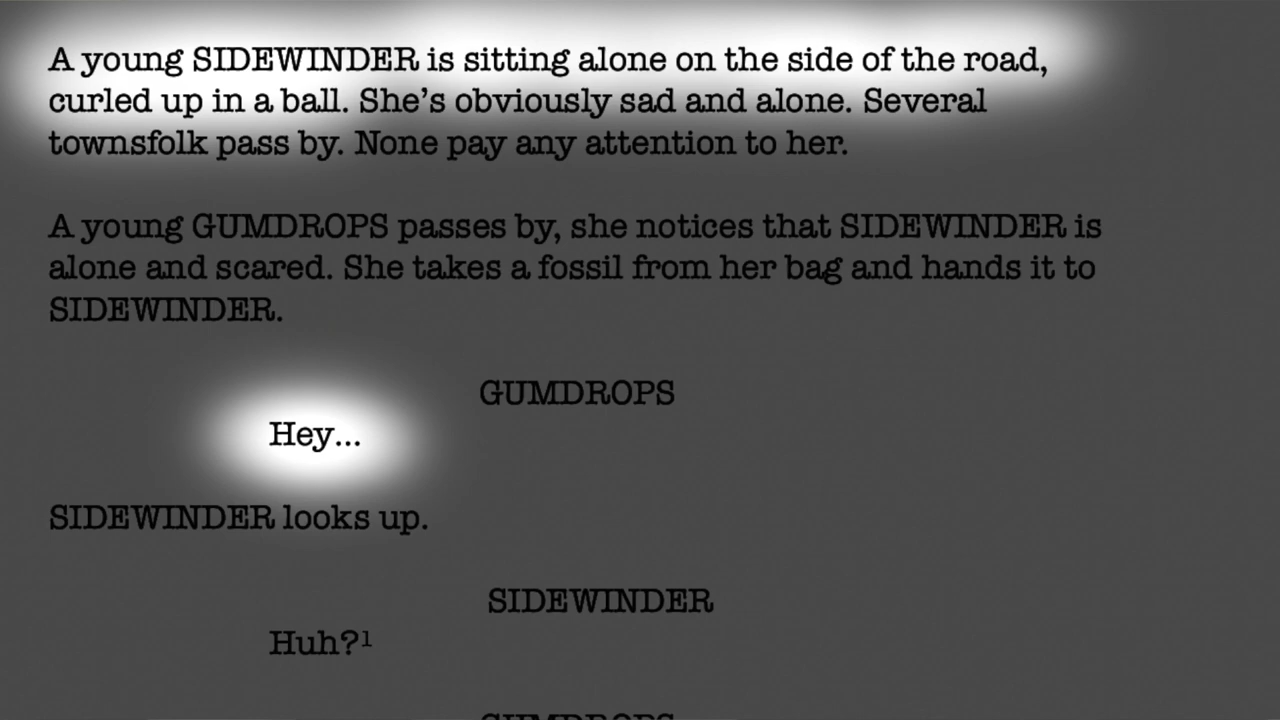 A young SIDEWINDER is sitting alone on the side of the road,
curled up in a ball. She’s obviously sad and alone. Several
townsfolk pass by. None pay any attention to her.
A young GUMDROPS passes by, she notices that SIDEWINDER is
alone and scared. She takes a fossil from her bag and hands it to
SIDEWINDER.
GUMDROPS
Hey...
SIDEWINDER looks up.
SIDEWINDER
Huh?¹
GUMDROPS